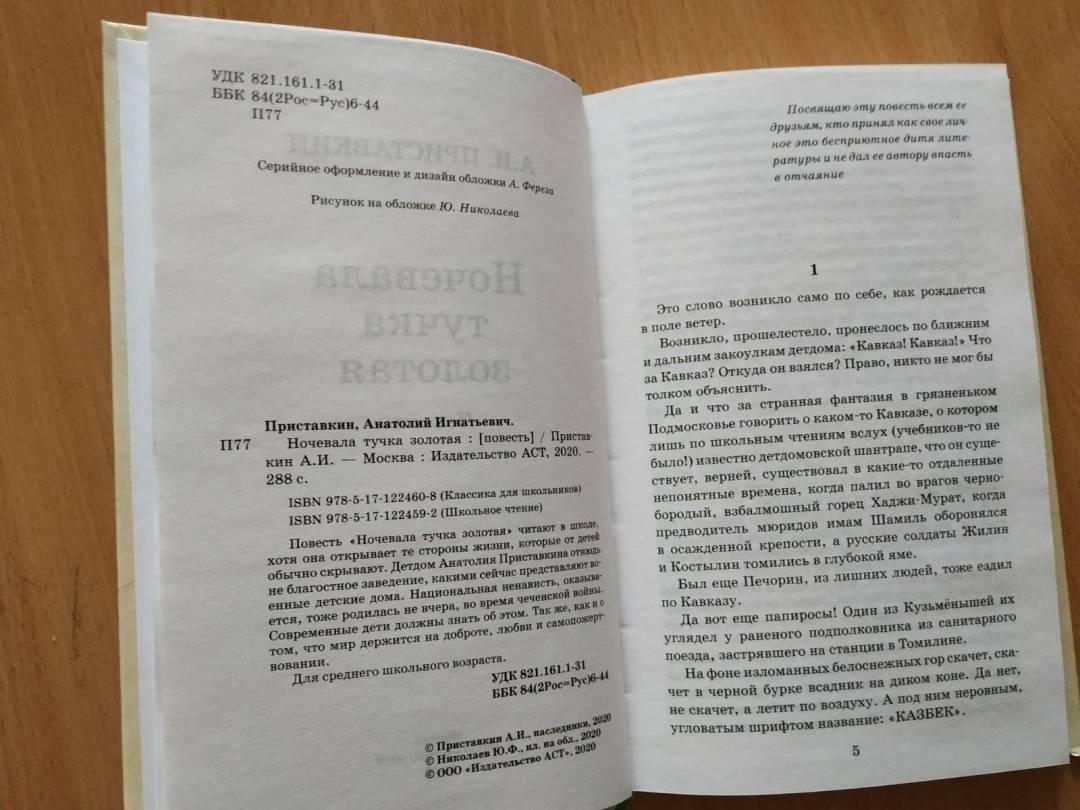 УДК 821.161.1-31
ББК 84(2Рос=Рус)6-44
П77
Серийное оформление и дизайн обложки А. Фереза
Рисунок на обложке Ю. Николаева
Приставкин, Анатолий Игнатьевич.
П77 Ночевала тучка золотая : [повесть] / Пристав-
кин А.И. — Москва : Издательство АСТ, 2020. —
288 с.
ISBN 978-5-17-122460-8 (Классика для школьников)
ISBN 978-5-17-122459-2 (Школьное чтение)
Повесть «Ночевала тучка золотая» читают в школе,
хотя она открывает те стороны жизни, которые от детей
обычно скрывают. Детдом Анатолия Приставкина отнюдь
не благостное заведение, какими сейчас представляют во-
енные детские дома. Национальная ненависть, оказыва-
ется, тоже родилась не вчера, во время чеченской войны.
Современные дети должны знать об этом. Так же, как и о
том, что мир держится на доброте, любви и самопожерт-
вовании.
Для среднего школьного возраста.
УДК 821.161.1-31
ББК 84(2Рос=Рус)6-44
© Приставкин А.И., наследники, 2020
© Николаев Ю.Ф., ил. на обл., 2020
© ООО «Издательство АСТ», 2020
Посвящаю эту повесть всем ее
друзьям, кто принял как свое лич-
ное это бесприютное дитя лите-
ратуры и не дал ее автору впасть
в отчаяние
1
Это слово возникло само по себе, как рождается
в поле ветер.
Возникло, прошелестело, пронеслось по ближним
и дальним закоулкам детдома: «Кавказ! Кавказ!» Что
за Кавказ? Откуда он взялся? Право, никто не мог бы
толком объяснить.
Да и что за странная фантазия в грязненьком
Подмосковье говорить о каком-то Кавказе, о котором
лишь по школьным чтениям вслух (учебников-то не
было!) известно детдомовской шантрапе, что он суще-
ствует, верней, существовал в какие-то отдаленные
непонятные времена, когда палил во врагов черно-
бородый, взбалмошный горец Хаджи-Мурат, когда
предводитель мюридов имам Шамиль оборонялся
в осажденной крепости, а русские солдаты Жилин
и Костылин томились в глубокой яме.
Был еще Печорин, из лишних людей, тоже ездил
по Кавказу.
Да вот еще папиросы! Один из Кузьмёнышей их
углядел у раненого подполковника из санитарного
поезда, застрявшего на станции в Томилине.
На фоне изломанных белоснежных гор скачет, ска-
чет в черной бурке всадник на диком коне. Да нет,
не скачет, а летит по воздуху. А под ним неровным,
угловатым шрифтом название: «КАЗБЕК».
5